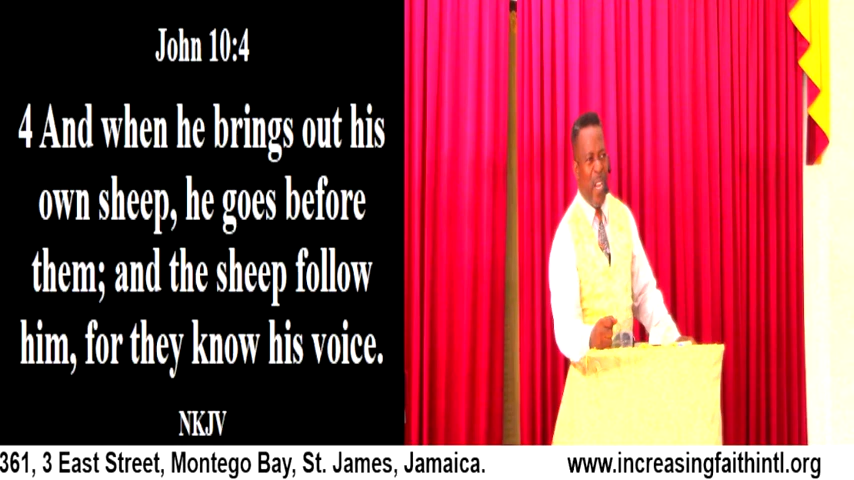 John 10:4
4 And when he brings out his
own sheep, he goes before
them; and the sheep follow
him, for they know his voice.
NKJV
361, 3 East Street, Montego Bay, St. James, Jamaica.
www.increasingfaithintl.org